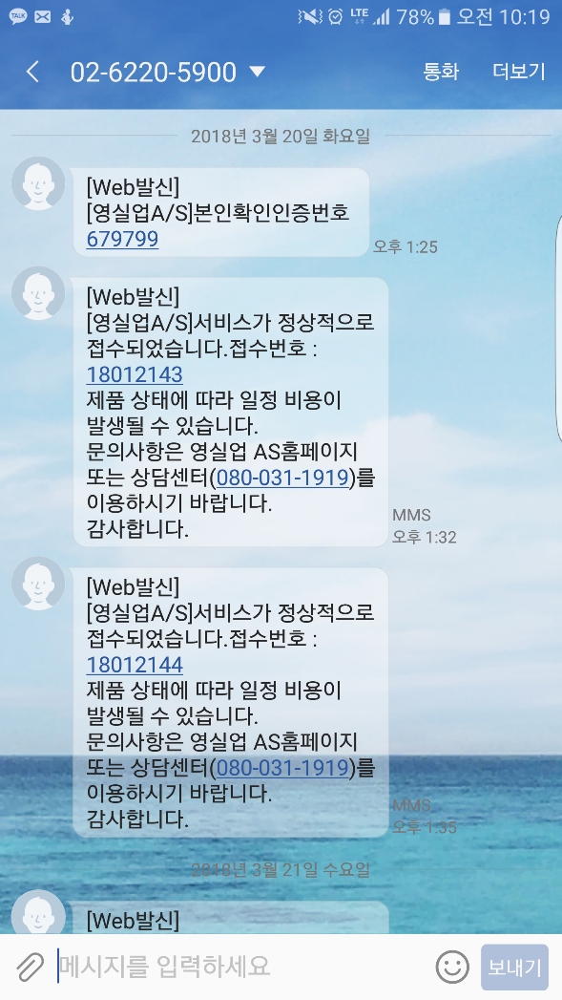 TALK LTE 78% 오전 10:19
02-6220-5900 통화 더보기
2018년 3월 20일 화요일
[Web발신]
[영실업A/S]본인확인인증번호
679799
오후 1:25
[Web발신]
[영실업A/S]서비스가 정상적으로
접수되었습니다.접수번호 :
18012143
제품 상태에 따라 일정 비용이
발생될 수 있습니다.
문의사항은 영실업 AS홈페이지
또는 상담센터(080-031-1919)를
이용하시기 바랍니다.
감사합니다.
MMS
오후 1:32
[Web발신]
[영실업A/S]서비스가 정상적으로
접수되었습니다.접수번호 :
18012144
제품 상태에 따라 일정 비용이
발생될 수 있습니다.
문의사항은 영실업 AS홈페이지
또는 상담센터(080-031-1919)를
이용하시기 바랍니다.
감사합니다.
MMS
오후 1:35
2018년 3월 21일 수요일
[Web발신]
메시지를 입력하세요 보내기